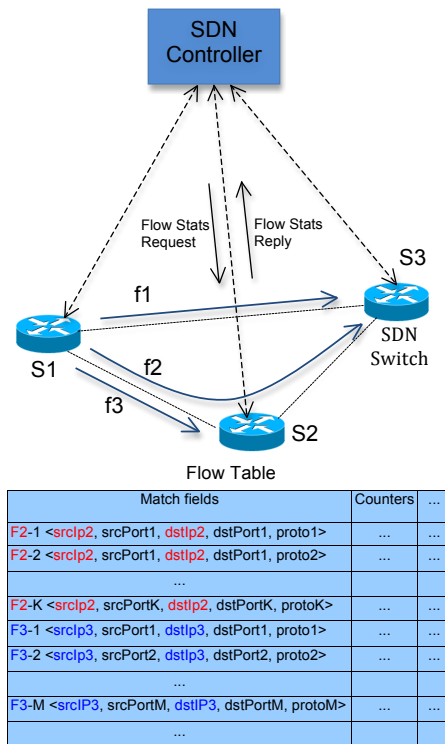 SDN
Controller
Flow Stats
Request
Flow Stats
Reply
S3
f1
SDN
Switch
S1
f2
f3
S2
Flow Table
Match fields Counters ...
F2-1 <srcIp2, srcPort1, dstIp2, dstPort1, proto1> ... ...
F2-2 <srcIp2, srcPort1, dstIp2, dstPort1, proto2> ... ...
... ... ...
F2-K <srcIp2, srcPortK, dstIp2, dstPortK, protoK> ... ...
F3-1 <srcIp3, srcPort1, dstIp3, dstPort1, proto1> ... ...
F3-2 <srcIp3, srcPort2, dstIp3, dstPort2, proto2> ... ...
... ... ...
F3-M <srcIP3, srcPortM, dstIP3, dstPortM, protoM> ... ...
... ... ...